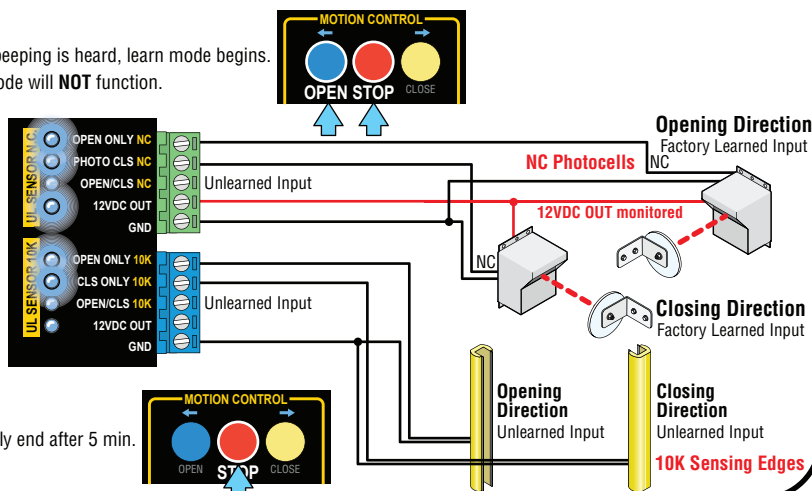 MOTION CONTROL
OPEN STOP CLOSE
peeping is heard, learn mode begins.
ode will NOT function.
UL SENSOR N.C.
OPEN ONLY NC
PHOTO CLS NC
OPEN/CLS NC
12VDC OUT
GND
Unlearned Input
NC Photocells
NC
12VDC OUT monitored
Opening Direction
Factory Learned Input
NC
UL SENSOR 10K
OPEN ONLY 10K
CLS ONLY 10K
OPEN/CLS 10K
12VDC OUT
GND
Unlearned Input
Closing Direction
Factory Learned Input
Opening
Direction
Unlearned Input
Closing
Direction
Unlearned Input
10K Sensing Edges
ly end after 5 min.
MOTION CONTROL
OPEN STOP CLOSE